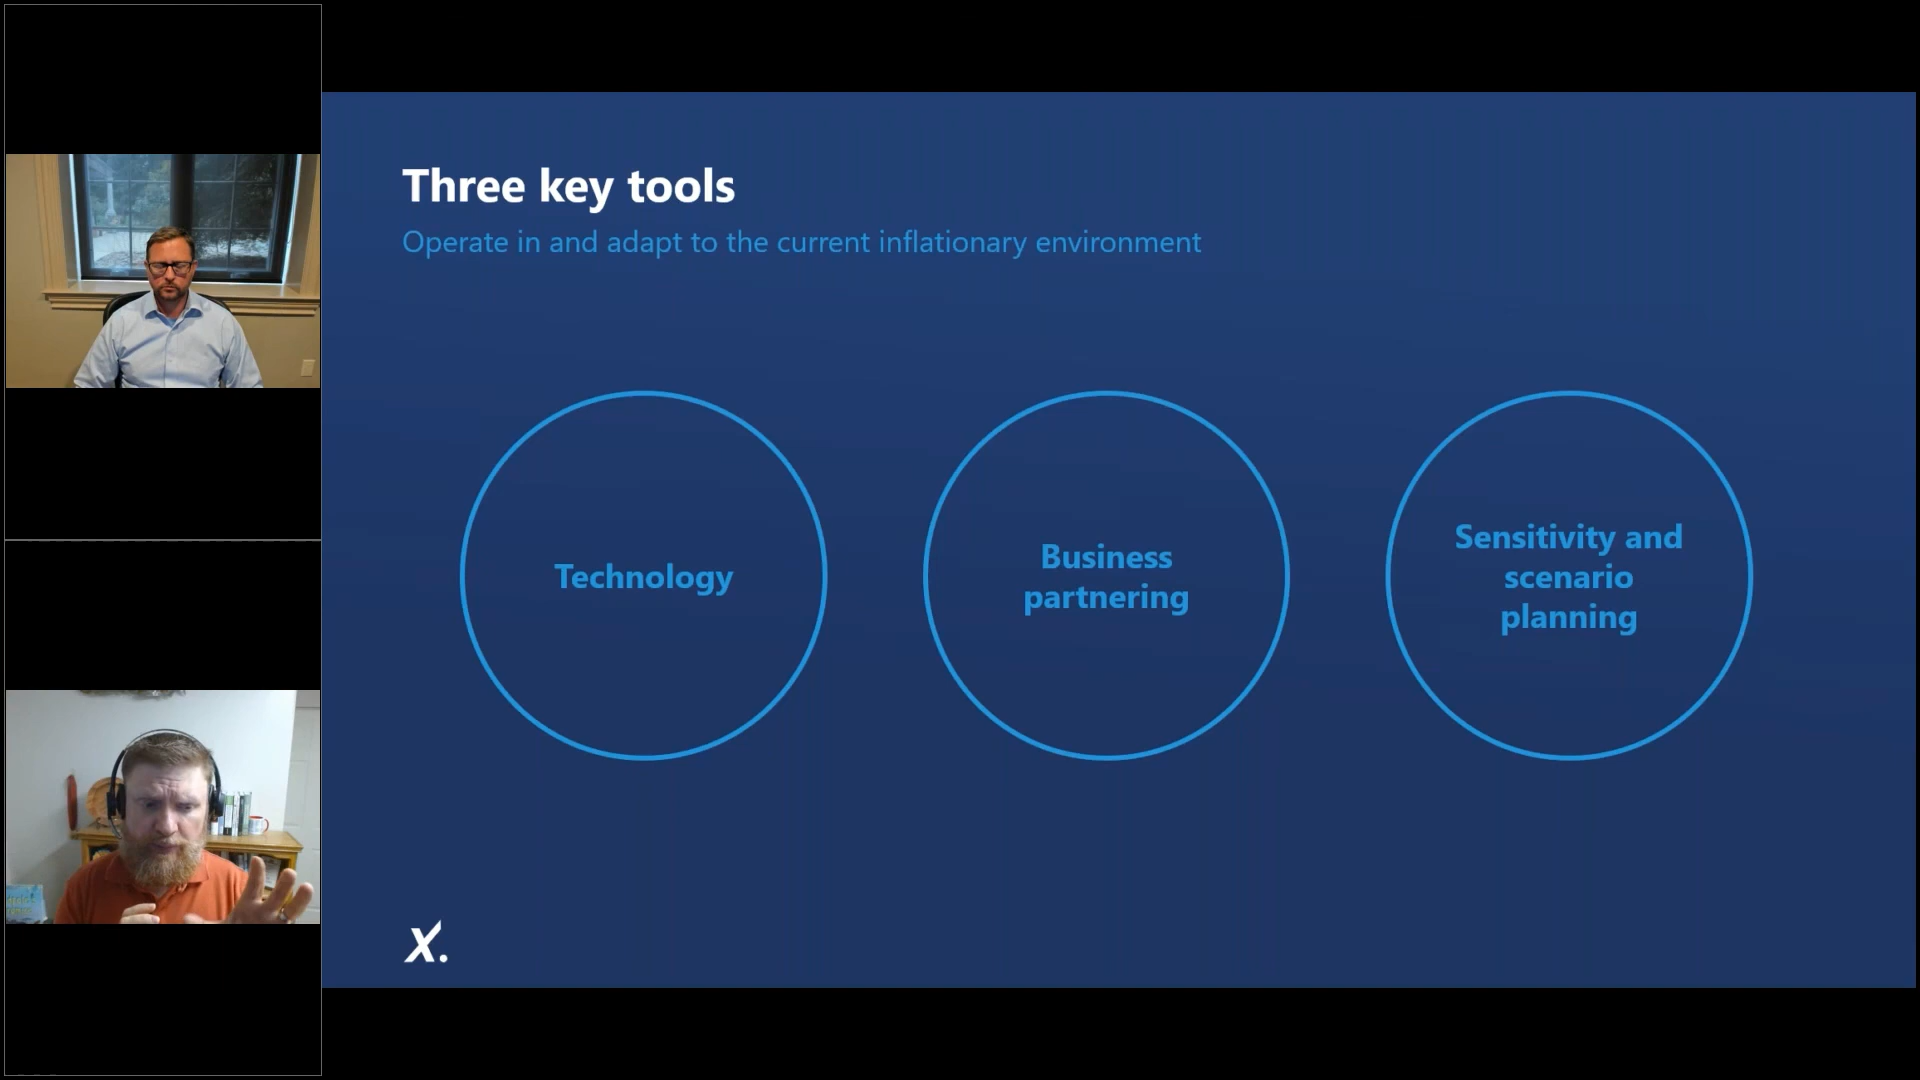 Three key tools
Operate in and adapt to the current inflationary environment
Technology
Business
partnering
Sensitivity and
scenario
planning
X.